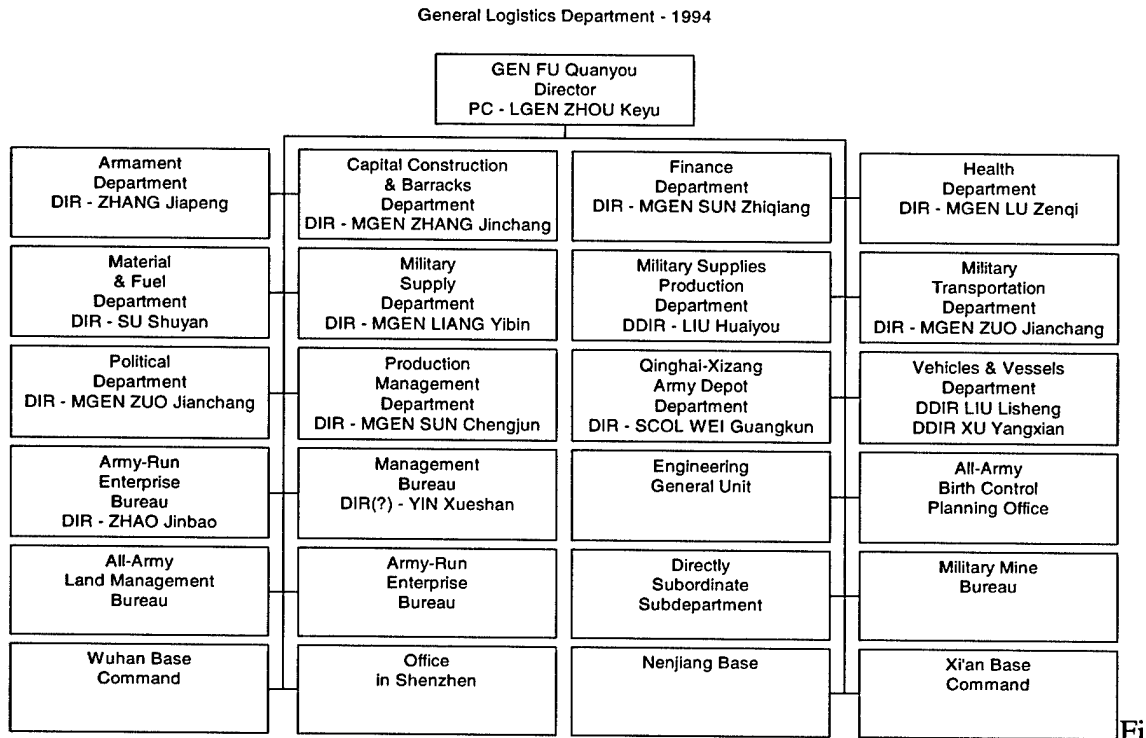 General Logistics Department - 1994
GEN FU Quanyou
Director
PC - LGEN ZHOU Keyu
Armament
Department
DIR - ZHANG Jiapeng
Capital Construction
& Barracks
Department
DIR - MGEN ZHANG Jinchang
Finance
Department
DIR - MGEN SUN Zhiqiang
Health
Department
DIR - MGEN LU Zenqi
Material
& Fuel
Department
DIR - SU Shuyan
Military
Supply
Department
DIR - MGEN LIANG Yibin
Military Supplies
Production
Department
DDIR - LIU Huaiyou
Military
Transportation
Department
DIR - MGEN ZUO Jianchang
Political
Department
DIR - MGEN ZUO Jianchang
Production
Management
Department
DIR - MGEN SUN Chengjun
Qinghai-Xizang
Army Depot
Department
DIR - SCOL WEI Guangkun
Vehicles & Vessels
Department
DDIR LIU Lisheng
DDIR XU Yangxian
Army-Run
Enterprise
Bureau
DIR - ZHAO Jinbao
Management
Bureau
DIR(?) - YIN Xueshan
Engineering
General Unit
All-Army
Birth Control
Planning Office
All-Army
Land Management
Bureau
Army-Run
Enterprise
Bureau
Directly
Subordinate
Subdepartment
Military Mine
Bureau
Wuhan Base
Command
Office
in Shenzhen
Nenjiang Base
Xi'an Base
Command
Fi